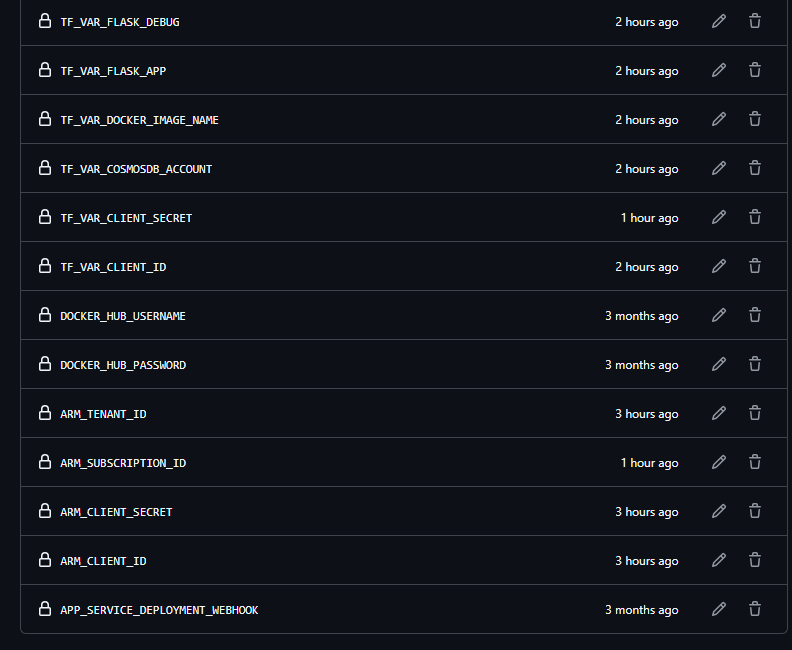 TF_VAR_FLASK_DEBUG 2 hours ago
TF_VAR_FLASK_APP 2 hours ago
TF_VAR_DOCKER_IMAGE_NAME 2 hours ago
TF_VAR_COSMOSDB_ACCOUNT 2 hours ago
TF_VAR_CLIENT_SECRET 1 hour ago
TF_VAR_CLIENT_ID 2 hours ago
DOCKER_HUB_USERNAME 3 months ago
DOCKER_HUB_PASSWORD 3 months ago
ARM_TENANT_ID 3 hours ago
ARM_SUBSCRIPTION_ID 1 hour ago
ARM_CLIENT_SECRET 3 hours ago
ARM_CLIENT_ID 3 hours ago
APP_SERVICE_DEPLOYMENT_WEBHOOK 3 months ago